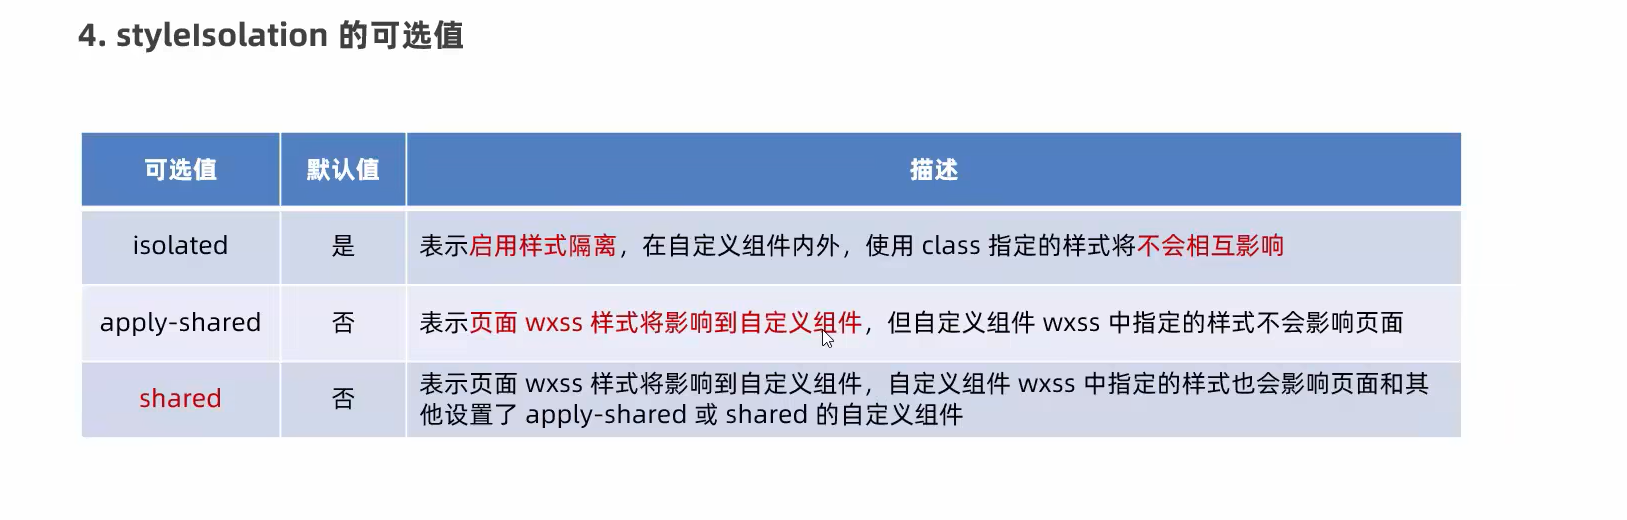 4. styleIsolation 的可选值
可选值 默认值 描述
isolated 是 表示启用样式隔离，在自定义组件内外，使用 class 指定的样式将不会相互影响
apply-shared 否 表示页面 wxss 样式将影响到自定义组件，但自定义组件 wxss 中指定的样式不会影响页面
shared 否 表示页面 wxss 样式将影响到自定义组件，自定义组件 wxss 中指定的样式也会影响页面和其
他设置了 apply-shared 或 shared 的自定义组件